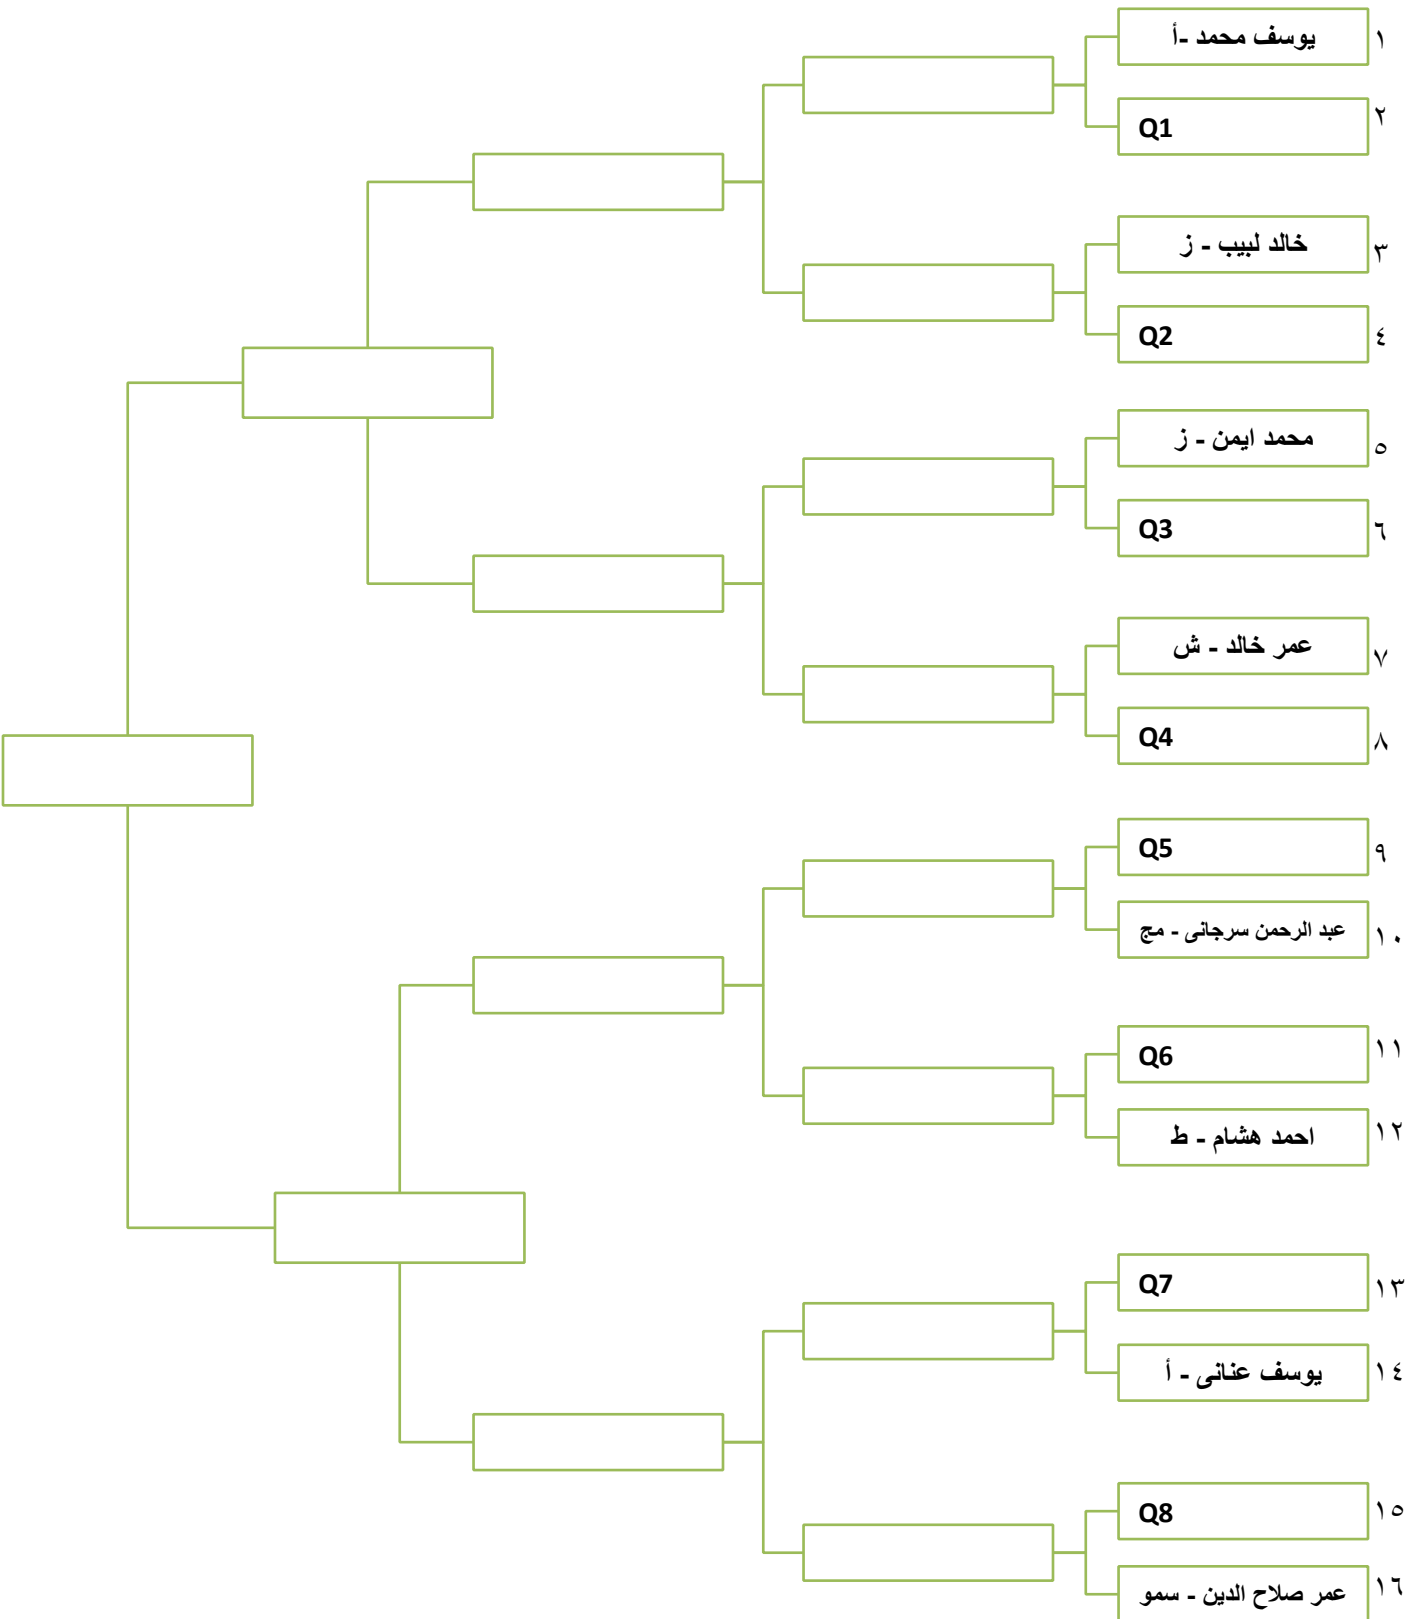 ١ يوسف محمد -أ
٢ Q1
٣ خالد لبيب - ز
٤ Q2
٥ محمد ايمن - ز
٦ Q3
٧ عمر خالد - ش
٨ Q4
٩ Q5
١٠ عبد الرحمن سرجانى - مج
١١ Q6
١٢ احمد هشام - ط
١٣ Q7
١٤ يوسف عنانى - أ
١٥ Q8
١٦ عمر صلاح الدين - سمو